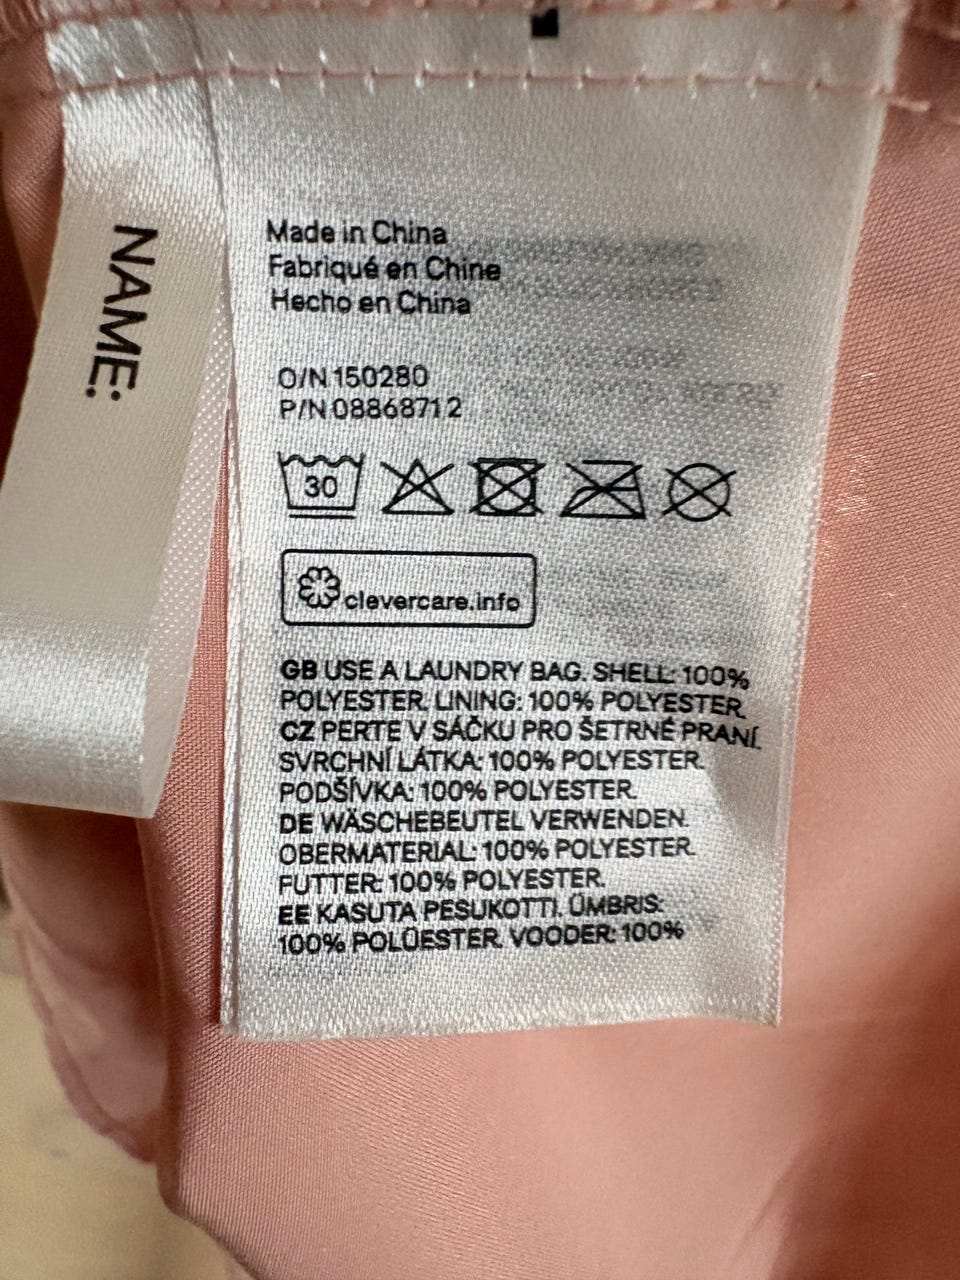 NAME:
Made in China
Fabriqué en Chine
Hecho en China
O/N 150280
P/N 08868712
30
clevercare.info
GB USE A LAUNDRY BAG. SHELL: 100%
POLYESTER. LINING: 100% POLYESTER.
CZ PERTE V SÁČKU PRO ŠETRNÉ PRANÍ.
SVRCHNÍ LÁTKA: 100% POLYESTER.
PODŠÍVKA: 100% POLYESTER.
DE WÄSCHEBEUTEL VERWENDEN.
OBERMATERIAL: 100% POLYESTER.
FUTTER: 100% POLYESTER.
EE KASUTA PESUKOTTI. ÜMBRIS:
100% POLÜESTER. VOODER: 100%